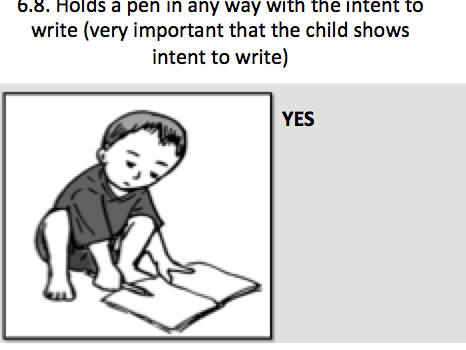 6.8. Holds a pen in any way with the intent to
write (very important that the child shows
intent to write)
YES